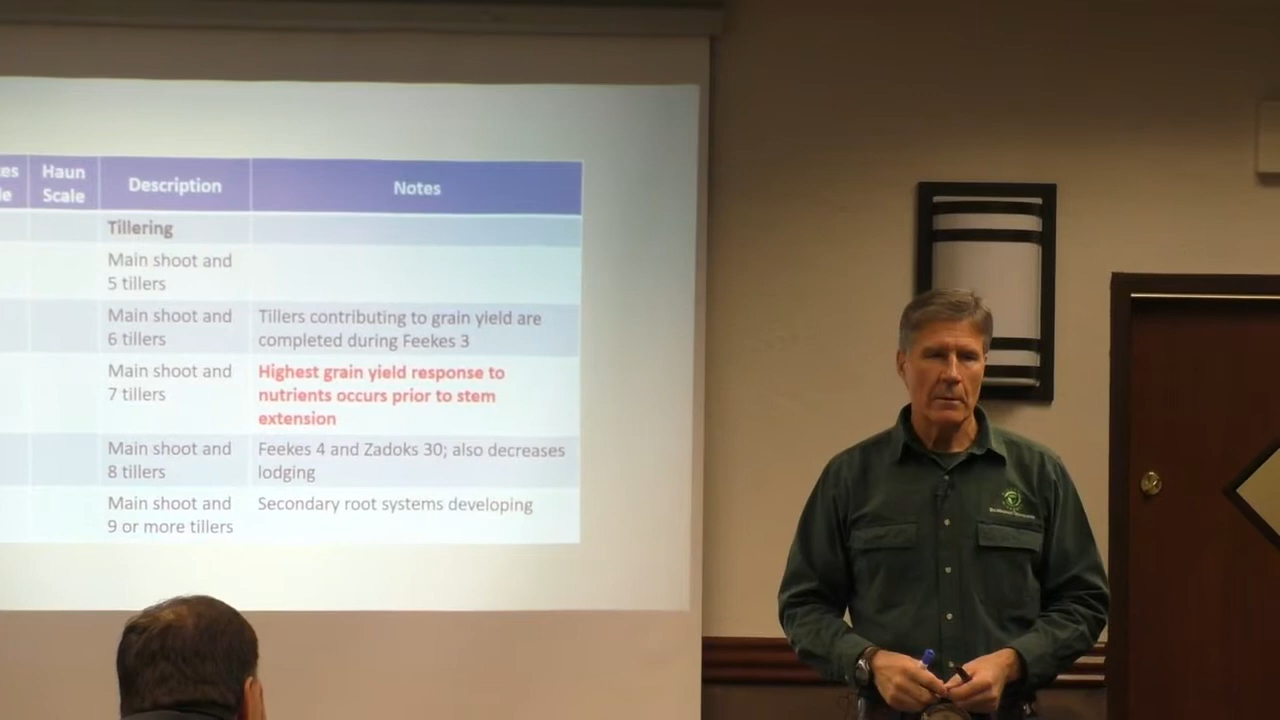 Haun
Scale
Description
Notes
Tillering
Main shoot and
5 tillers
Main shoot and
6 tillers
Tillers contributing to grain yield are
completed during Feekes 3
Main shoot and
7 tillers
Highest grain yield response to
nutrients occurs prior to stem
extension
Main shoot and
8 tillers
Feekes 4 and Zadoks 30; also decreases
lodging
Main shoot and
9 or more tillers
Secondary root systems developing